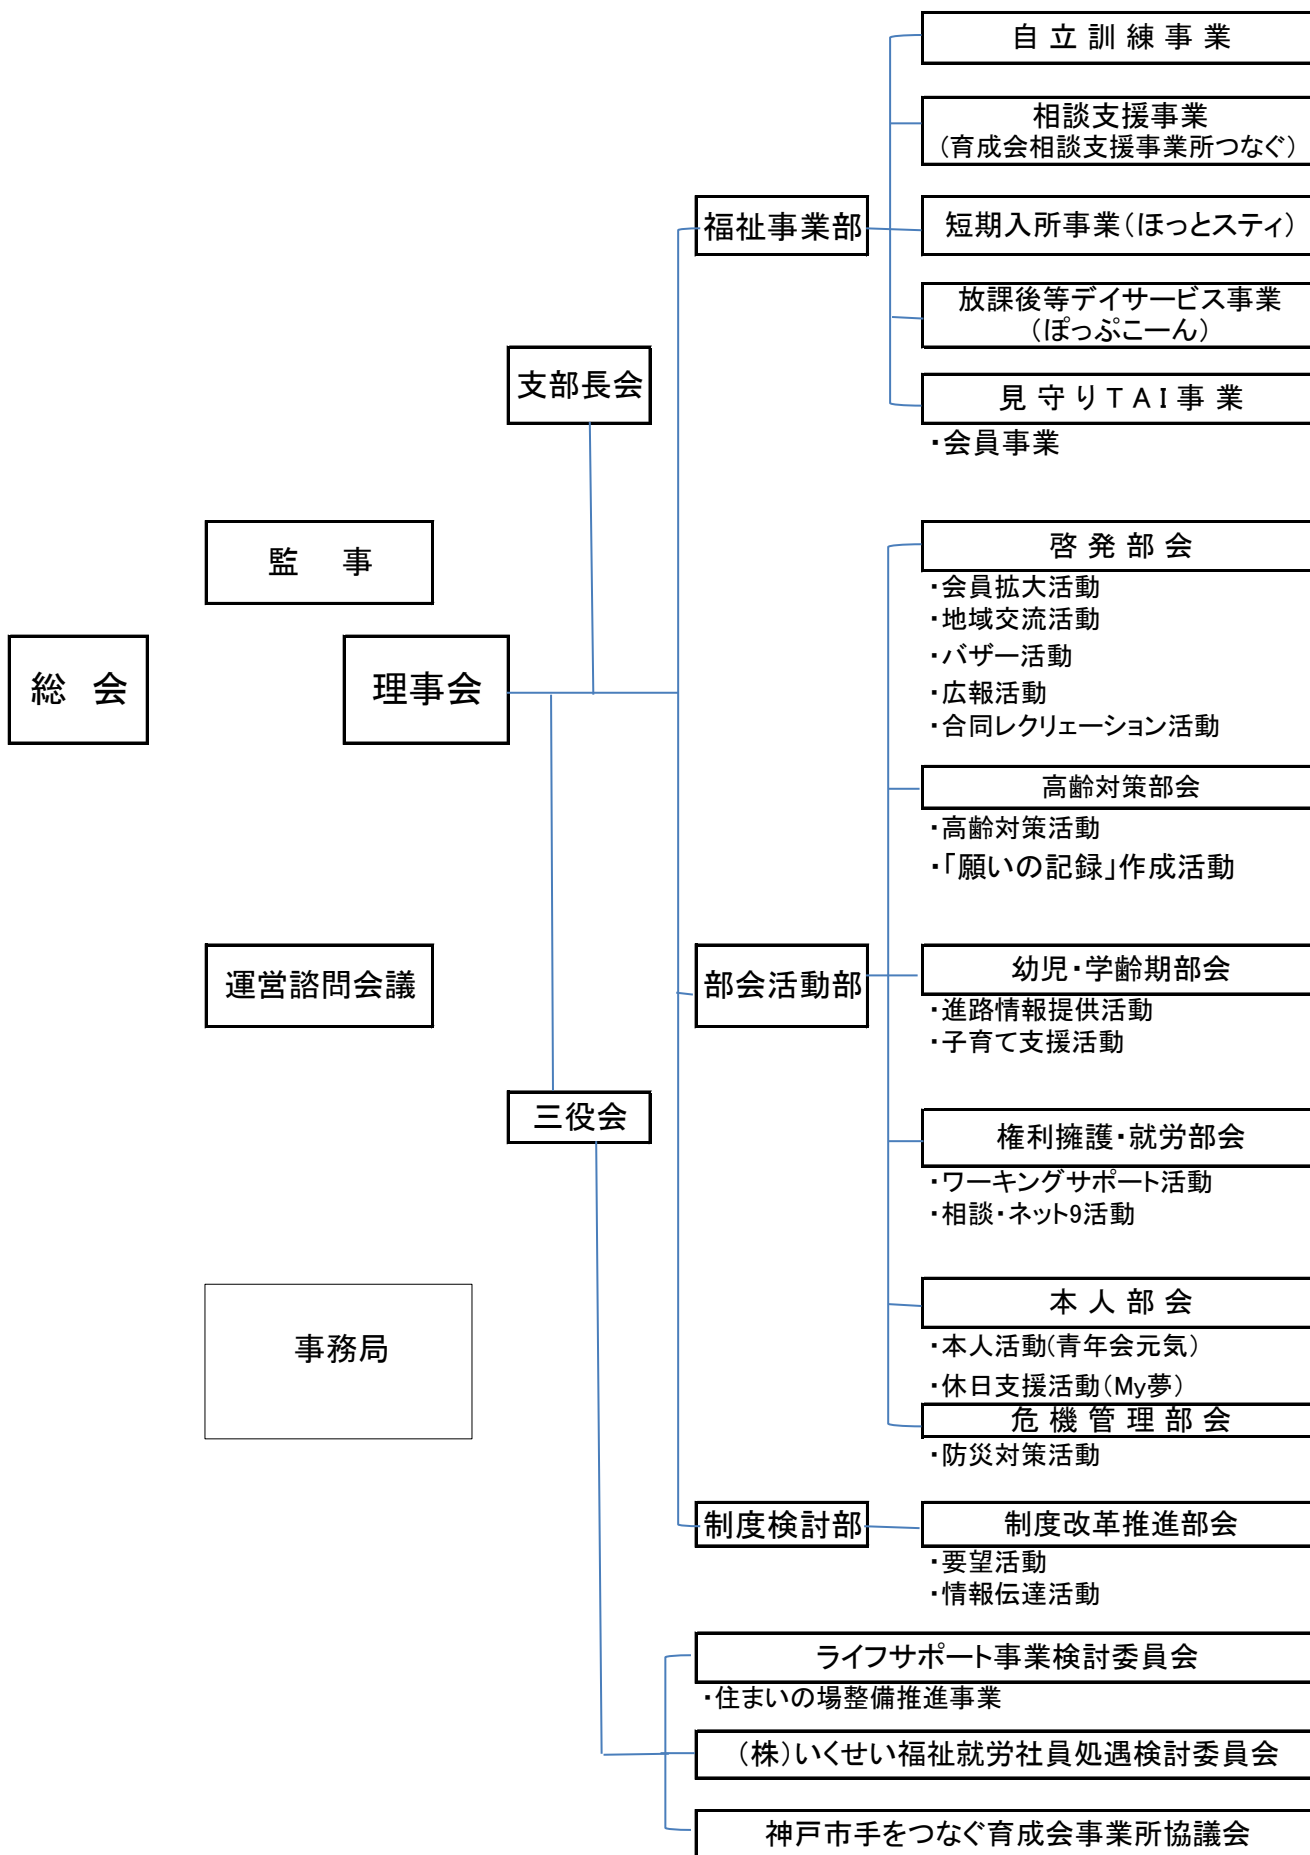 自立訓練事業
相談支援事業
（育成会相談支援事業所つなぐ）
福祉事業部
短期入所事業（ほっとスティ）
放課後等デイサービス事業
（ぽっぷこーん）
支部長会
見守りＴＡＩ事業
・会員事業
監　事
啓発部会
・会員拡大活動
・地域交流活動
・バザー活動
・広報活動
・合同レクリェーション活動
総　会
理事会
高齢対策部会
・高齢対策活動
・「願いの記録」作成活動
運営諮問会議
部会活動部
幼児・学齢期部会
・進路情報提供活動
・子育て支援活動
三役会
権利擁護・就労部会
・ワーキングサポート活動
・相談・ネット9活動
事務局
本人部会
・本人活動(青年会元気）
・休日支援活動（My夢）
危機管理部会
・防災対策活動
制度検討部
制度改革推進部会
・要望活動
・情報伝達活動
ライフサポート事業検討委員会
・住まいの場整備推進事業
（株）いくせい福祉就労社員処遇検討委員会
神戸市手をつなぐ育成会事業所協議会